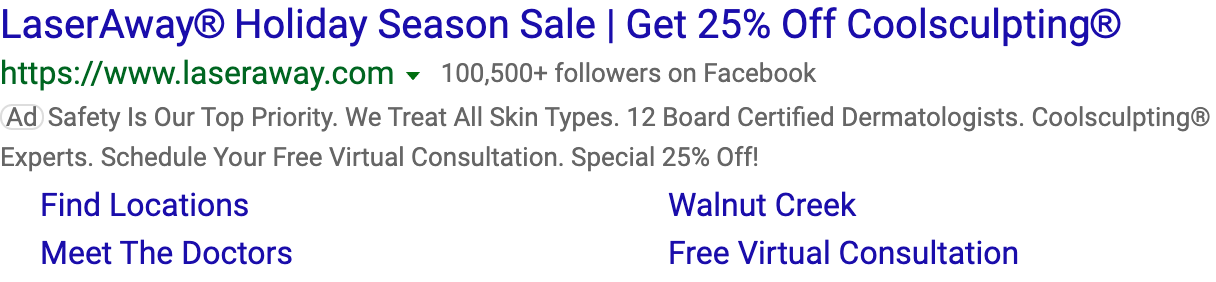 LaserAway® Holiday Season Sale | Get 25% Off Coolsculpting®
https://www.laseraway.com 100,500+ followers on Facebook
Ad Safety Is Our Top Priority. We Treat All Skin Types. 12 Board Certified Dermatologists. Coolsculpting®
Experts. Schedule Your Free Virtual Consultation. Special 25% Off!
Find Locations Walnut Creek
Meet The Doctors Free Virtual Consultation